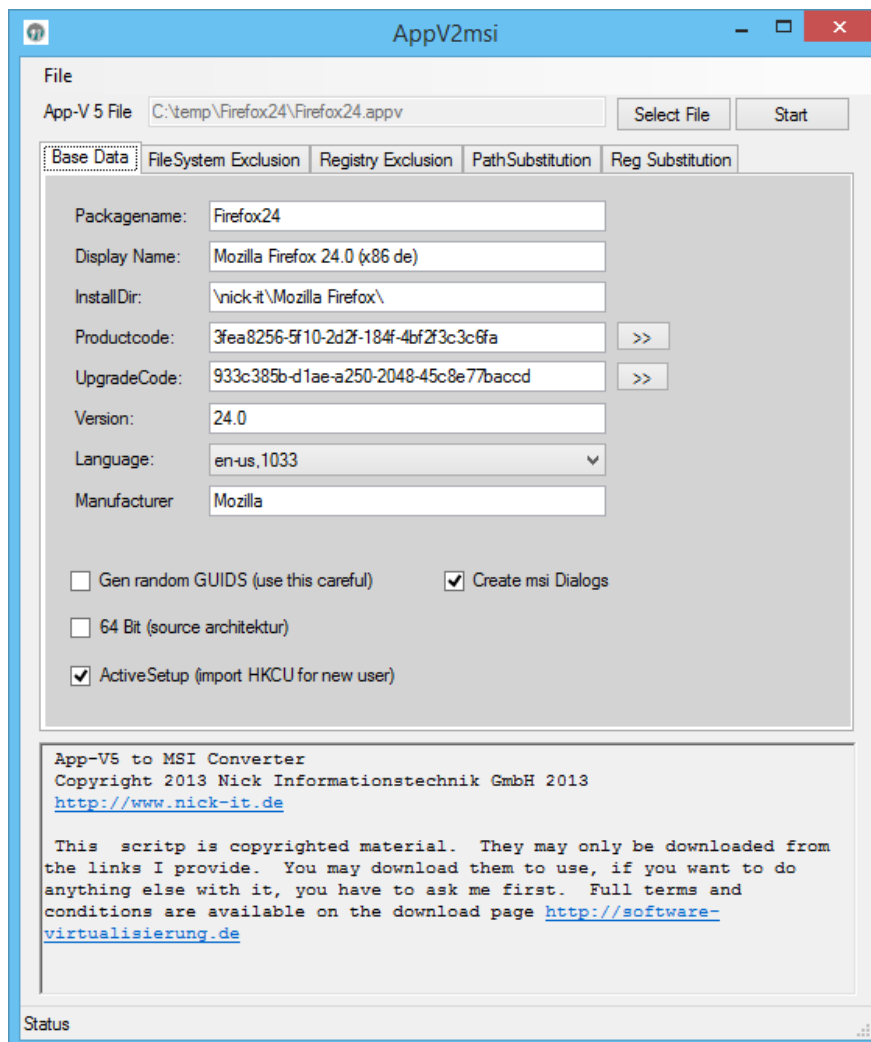 AppV2msi
File
App-V 5 File C:\temp\Firefox24\Firefox24.appv Select File Start
Base Data FileSystem Exclusion Registry Exclusion PathSubstitution Reg Substitution
Packagename: Firefox24
Display Name: Mozilla Firefox 24.0 (x86 de)
InstallDir: \nick-it\Mozilla Firefox\
Productcode: 3fea8256-5f10-2d2f-184f-4bf2f3c3c6fa >>
UpgradeCode: 933c385b-d1ae-a250-2048-45c8e77baccd >>
Version: 24.0
Language: en-us,1033
Manufacturer Mozilla
Gen random GUIDS (use this careful) Create msi Dialogs
64 Bit (source architektur)
ActiveSetup (import HKCU for new user)
App-V5 to MSI Converter
Copyright 2013 Nick Informationstechnik GmbH 2013
http://www.nick-it.de
This scritp is copyrighted material. They may only be downloaded from
the links I provide. You may download them to use, if you want to do
anything else with it, you have to ask me first. Full terms and
conditions are available on the download page http://software-
virtualisierung.de
Status